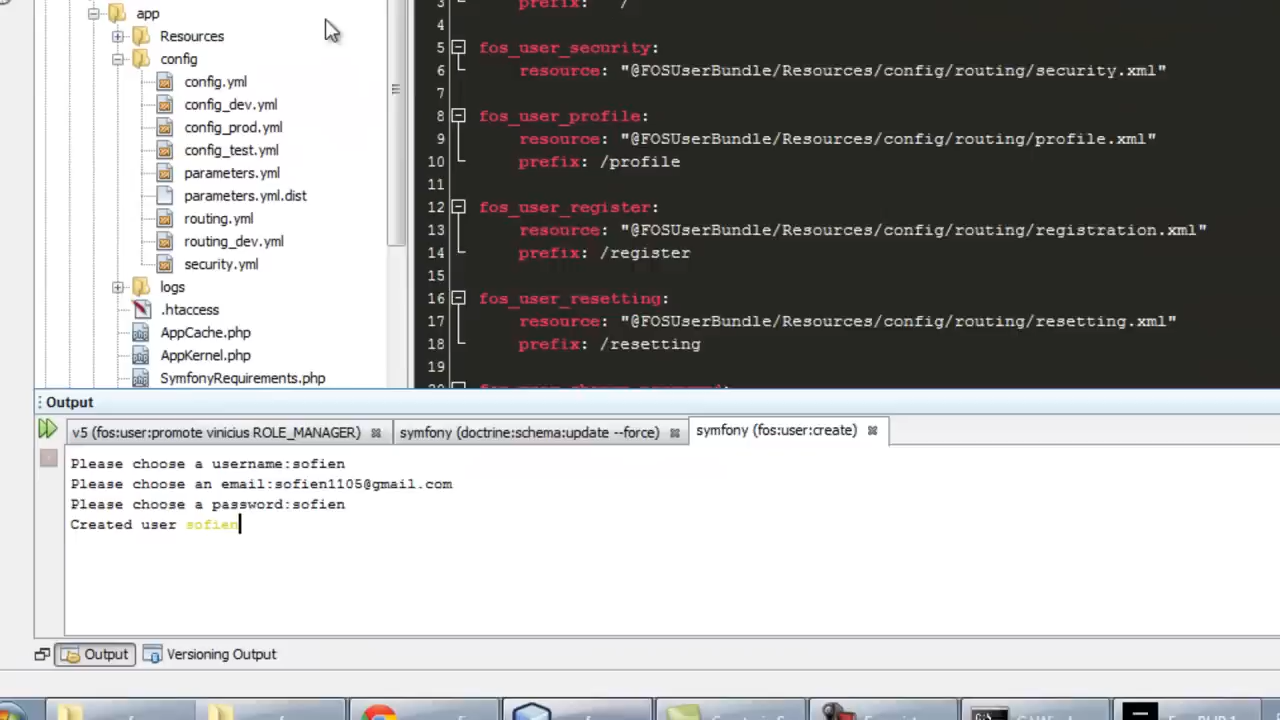 app
Resources
config
config.yml
config_dev.yml
config_prod.yml
config_test.yml
parameters.yml
parameters.yml.dist
routing.yml
routing_dev.yml
security.yml
logs
.htaccess
AppCache.php
AppKernel.php
SymfonyRequirements.php
3 prefix: /
4
5 fos_user_security:
6 resource: "@FOSUserBundle/Resources/config/routing/security.xml"
7
8 fos_user_profile:
9 resource: "@FOSUserBundle/Resources/config/routing/profile.xml"
10 prefix: /profile
11
12 fos_user_register:
13 resource: "@FOSUserBundle/Resources/config/routing/registration.xml"
14 prefix: /register
15
16 fos_user_resetting:
17 resource: "@FOSUserBundle/Resources/config/routing/resetting.xml"
18 prefix: /resetting
19
Output
v5 (fos:user:promote vinicius ROLE_MANAGER) symfony (doctrine:schema:update --force) symfony (fos:user:create)
Please choose a username:sofien
Please choose an email:sofien1105@gmail.com
Please choose a password:sofien
Created user sofien
Output Versioning Output